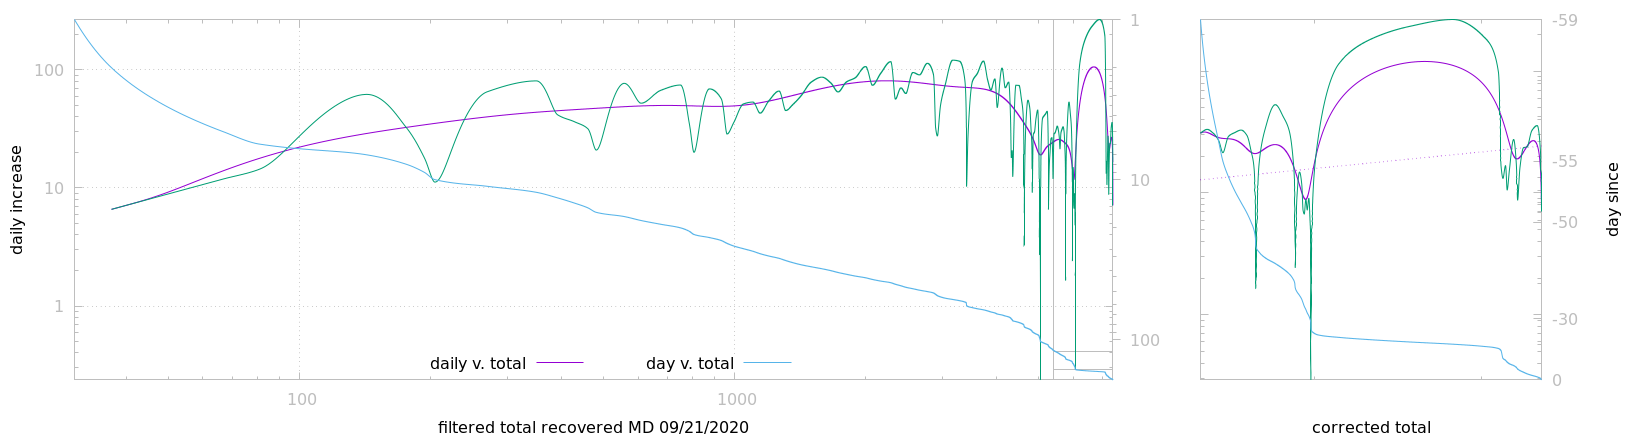 daily increase
100
10
1
daily v. total
day v. total
100
1000
filtered total recovered MD 09/21/2020
1
10
100
-59
-55
-50
-30
0
day since
corrected total